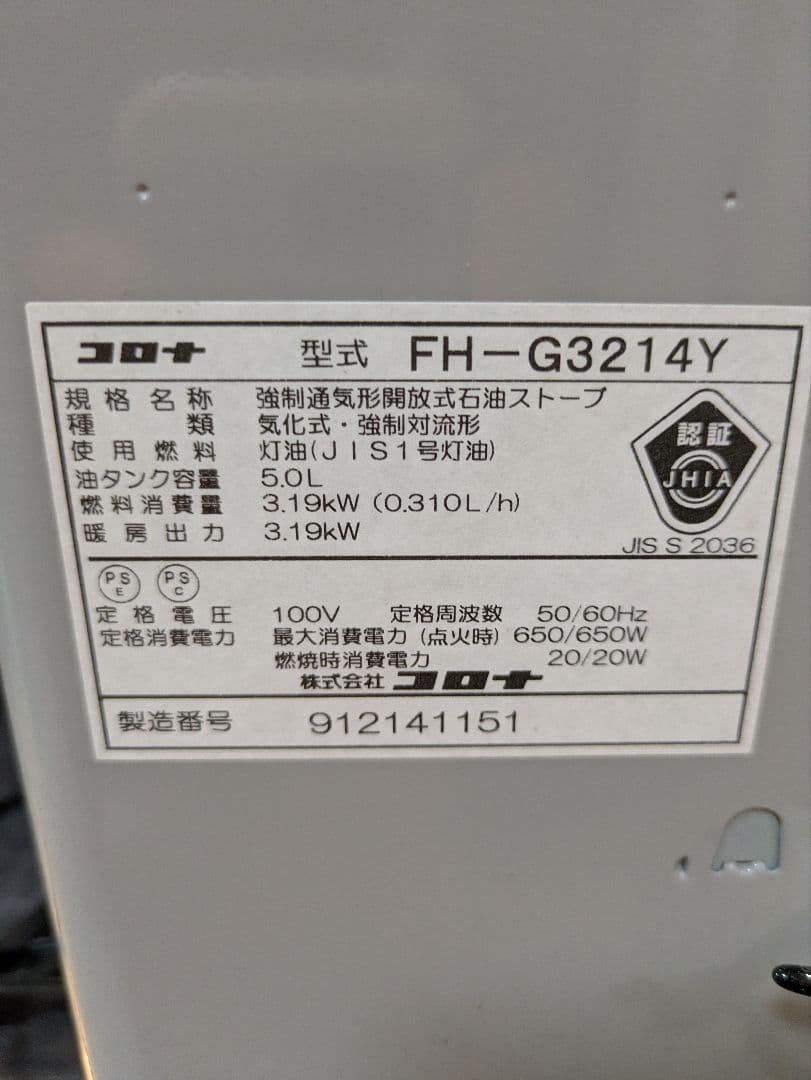 コロナ 型式 FH-G3214Y
規格名称 強制通気形開放式石油ストーブ
種類 気化式・強制対流形
使用燃料 灯油(JIS1号灯油)
油タンク容量 5.0L
燃料消費量 3.19kW (0.310L/h)
暖房出力 3.19kW
認証
JHIA
JIS S 2036
PSE PSC
定格電圧 100V 定格周波数 50/60Hz
定格消費電力 最大消費電力(点火時) 650/650W
燃焼時消費電力 20/20W
株式会社 コロナ
製造番号 912141151